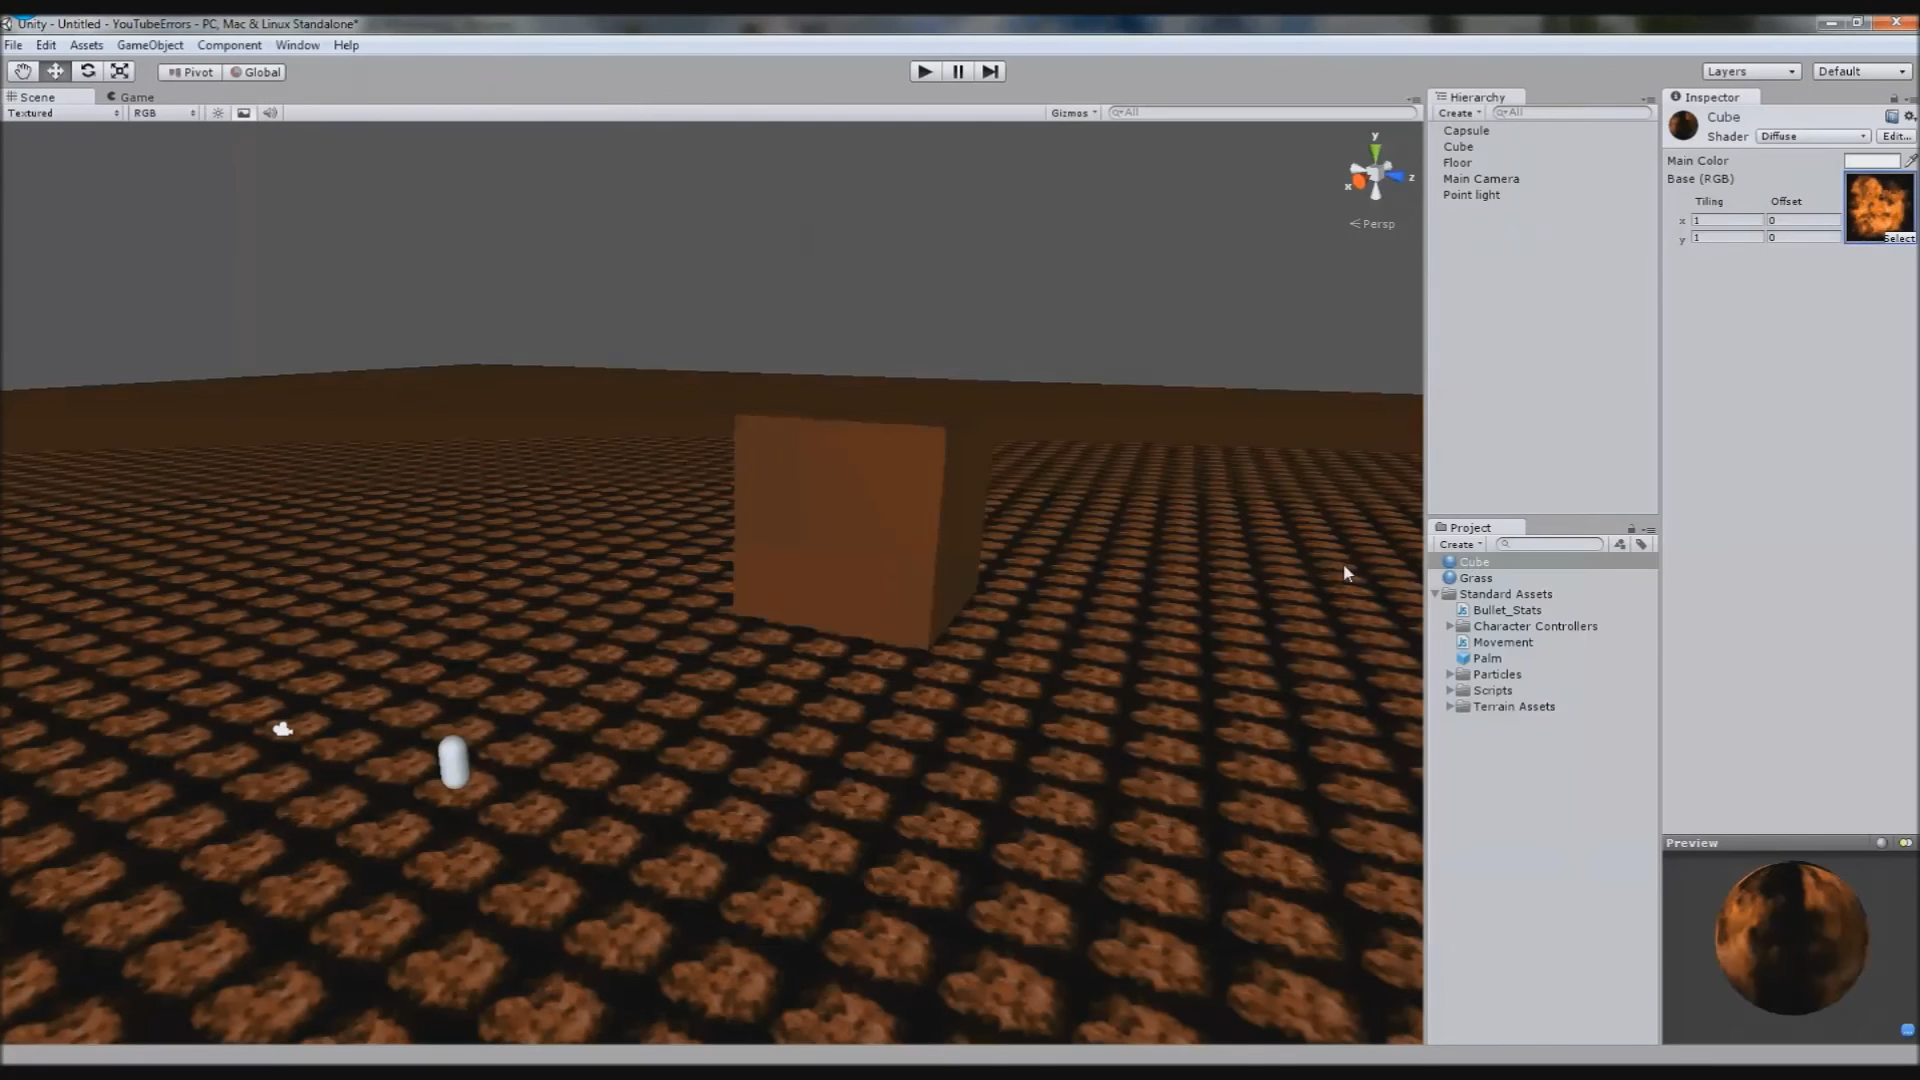 Unity - Untitled - YouTubeErrors - PC, Mac & Linux Standalone*
File Edit Assets GameObject Component Window Help
Pivot Global Layers Default
Scene Game
Textured RGB Gizmos All
y
x
z
Persp
Hierarchy
Create All
Capsule
Cube
Floor
Main Camera
Point light
Project
Create
Cube
Grass
Standard Assets
Bullet_Stats
Character Controllers
Movement
Palm
Particles
Scripts
Terrain Assets
Inspector
Cube
Shader Diffuse Edit...
Main Color
Base (RGB)
Tiling Offset
x 1 0
y 1 0
Select
Preview